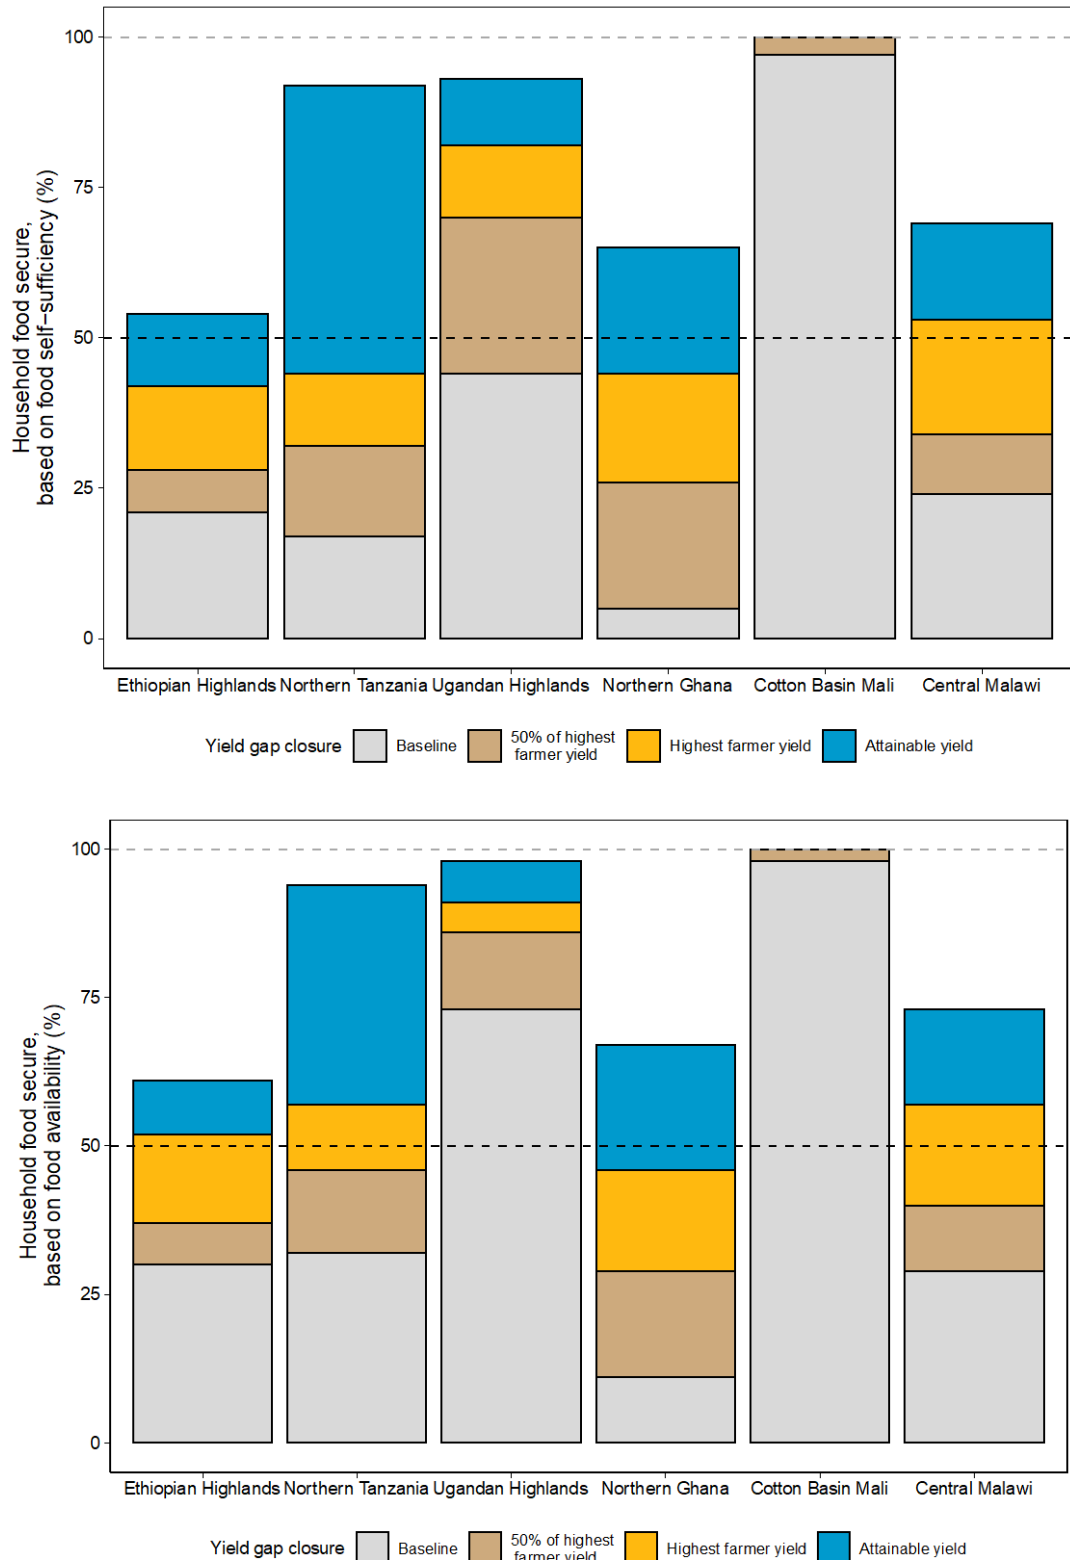 Household food secure,
based on food self−sufficiency (%)
100
75
50
25
0
Ethiopian Highlands Northern Tanzania Ugandan Highlands Northern Ghana Cotton Basin Mali Central Malawi
Yield gap closure Baseline 50% of highest farmer yield Highest farmer yield Attainable yield
Household food secure,
based on food availability (%)
100
75
50
25
0
Ethiopian Highlands Northern Tanzania Ugandan Highlands Northern Ghana Cotton Basin Mali Central Malawi
Yield gap closure Baseline 50% of highest farmer yield Highest farmer yield Attainable yield